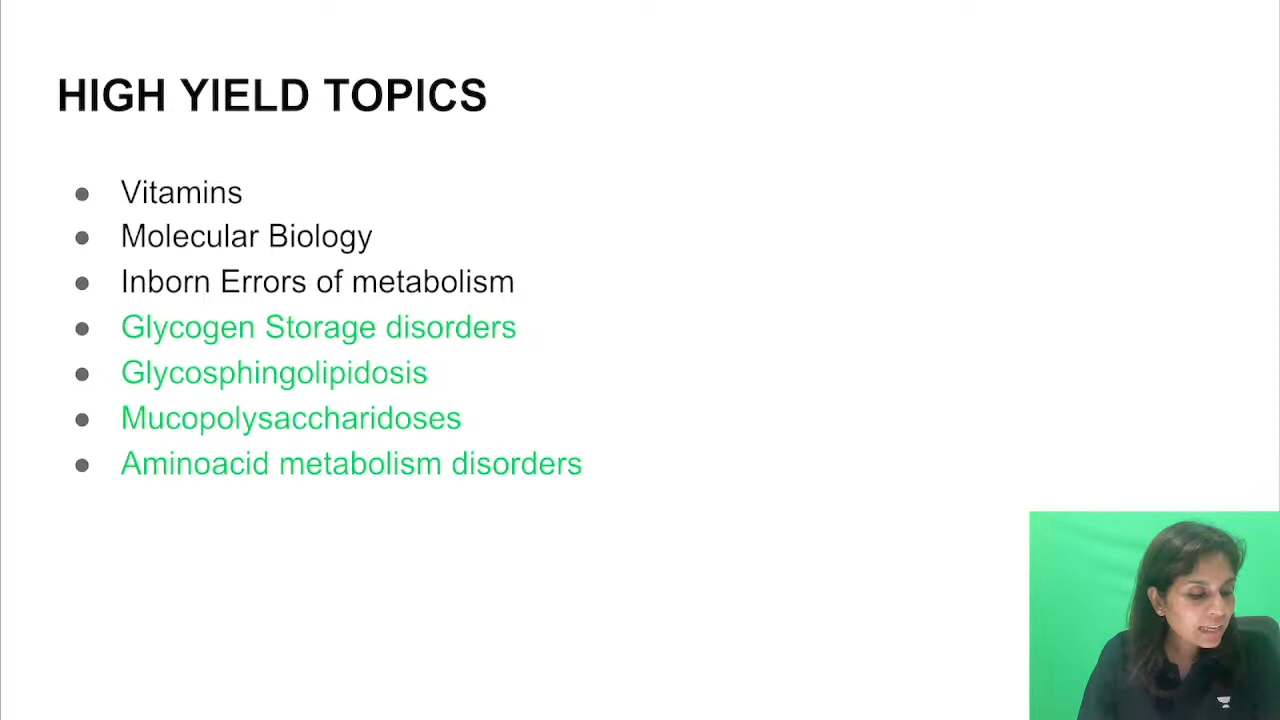 HIGH YIELD TOPICS
● Vitamins
● Molecular Biology
● Inborn Errors of metabolism
● Glycogen Storage disorders
● Glycosphingolipidosis
● Mucopolysaccharidoses
● Aminoacid metabolism disorders